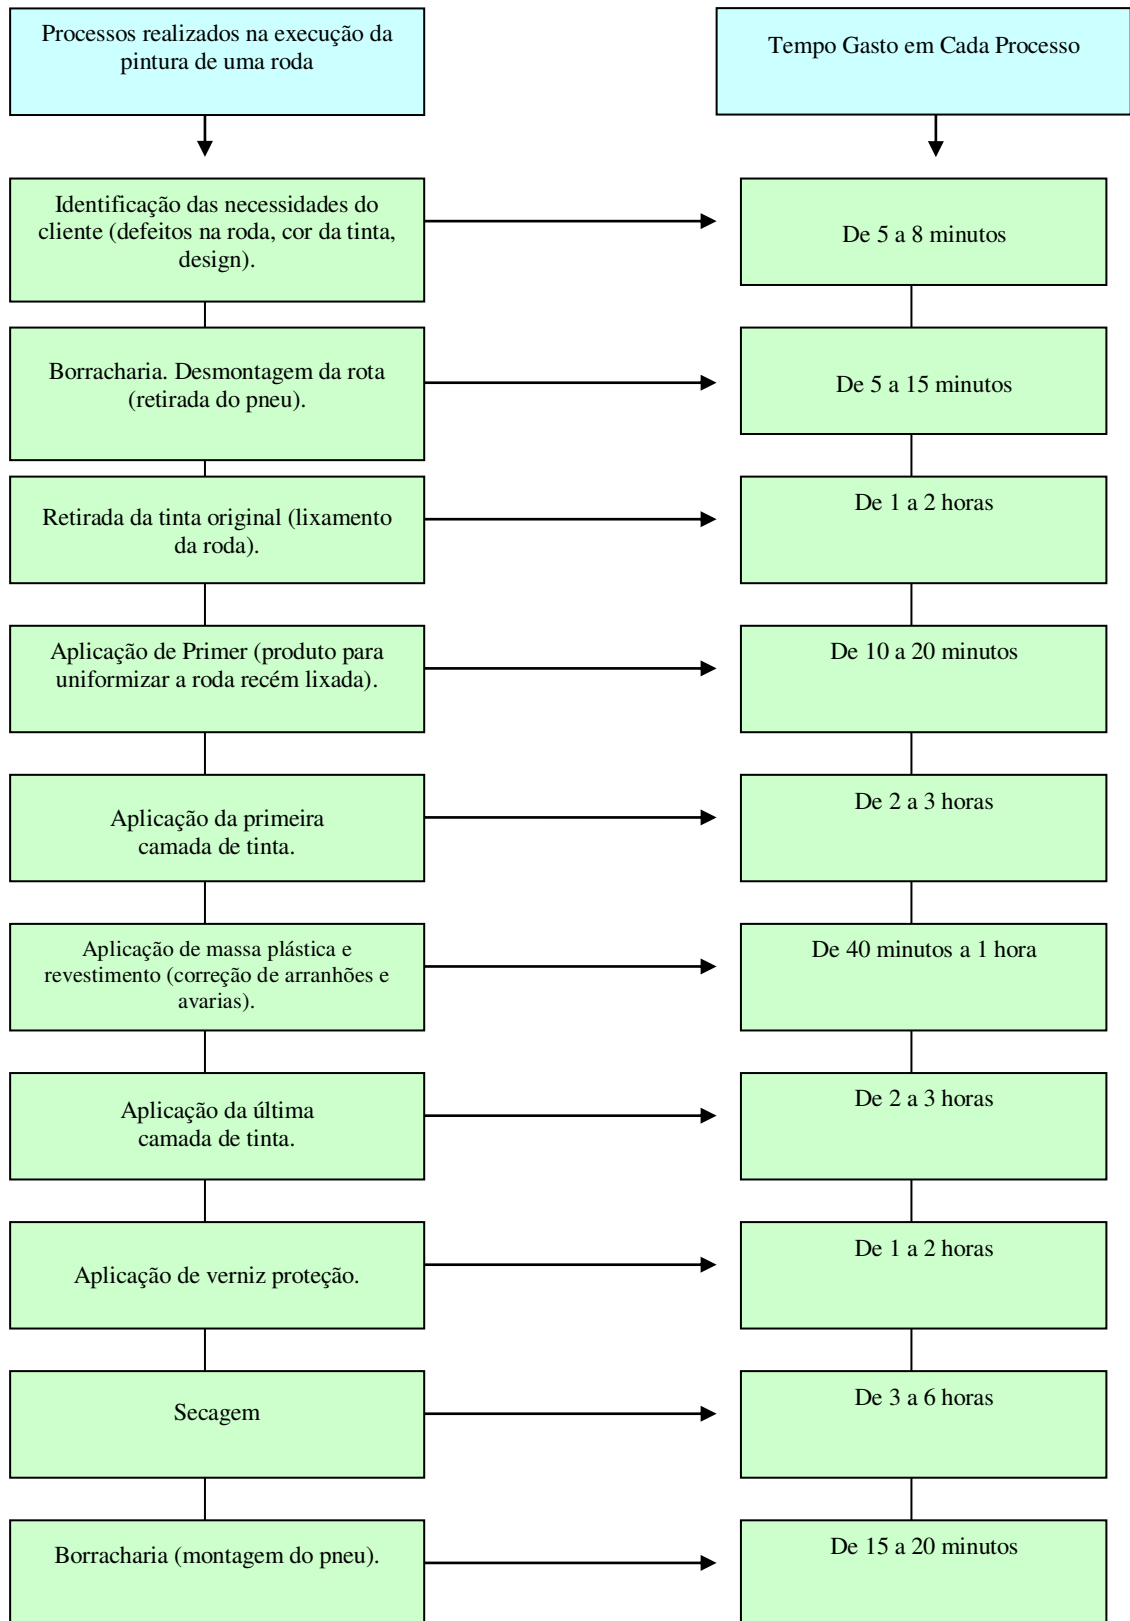 Processos realizados na execução da
pintura de uma roda
Tempo Gasto em Cada Processo
Identificação das necessidades do
cliente (defeitos na roda, cor da tinta,
design).
De 5 a 8 minutos
Borracharia. Desmontagem da rota
(retirada do pneu).
De 5 a 15 minutos
Retirada da tinta original (lixamento
da roda).
De 1 a 2 horas
Aplicação de Primer (produto para
uniformizar a roda recém lixada).
De 10 a 20 minutos
Aplicação da primeira
camada de tinta.
De 2 a 3 horas
Aplicação de massa plástica e
revestimento (correção de arranhões e
avarias).
De 40 minutos a 1 hora
Aplicação da última
camada de tinta.
De 2 a 3 horas
Aplicação de verniz proteção.
De 1 a 2 horas
Secagem
De 3 a 6 horas
Borracharia (montagem do pneu).
De 15 a 20 minutos